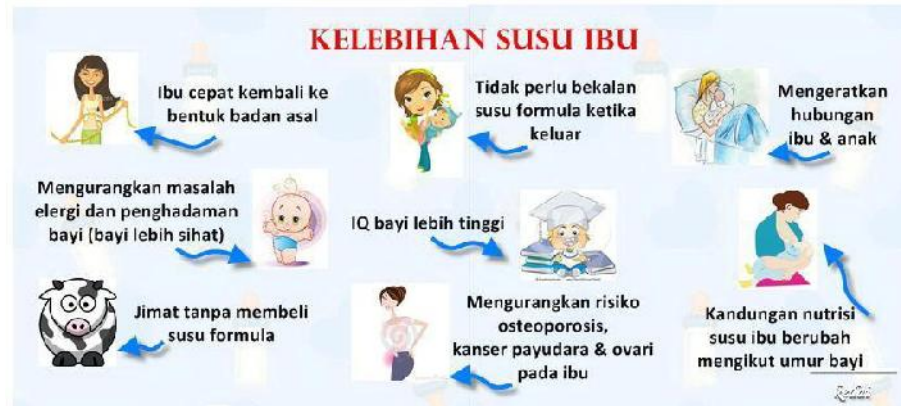 KELEBIHAN SUSU IBU
Ibu cepat kembali ke
bentuk badan asal
Tidak perlu bekalan
susu formula ketika
keluar
Mengeratkan
hubungan
ibu & anak
Mengurangkan masalah
elergi dan penghadaman
bayi (bayi lebih sihat)
IQ bayi lebih tinggi
Jimat tanpa membeli
susu formula
Mengurangkan risiko
osteoporosis,
kanser payudara & ovari
pada ibu
Kandungan nutrisi
susu ibu berubah
mengikut umur bayi